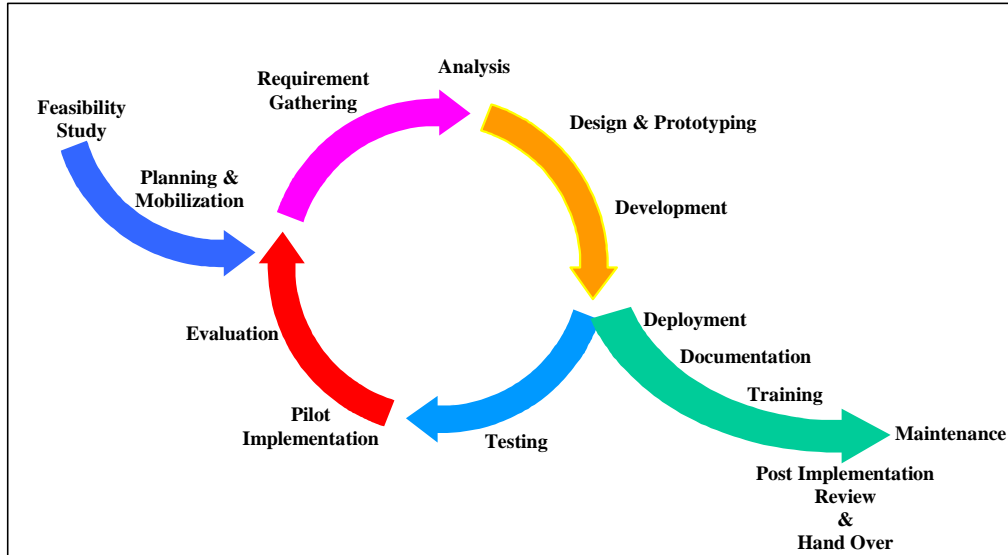 Feasibility
Study
Planning &
Mobilization
Requirement
Gathering
Analysis
Design & Prototyping
Development
Deployment
Documentation
Training
Maintenance
Post Implementation
Review
&
Hand Over
Testing
Pilot
Implementation
Evaluation